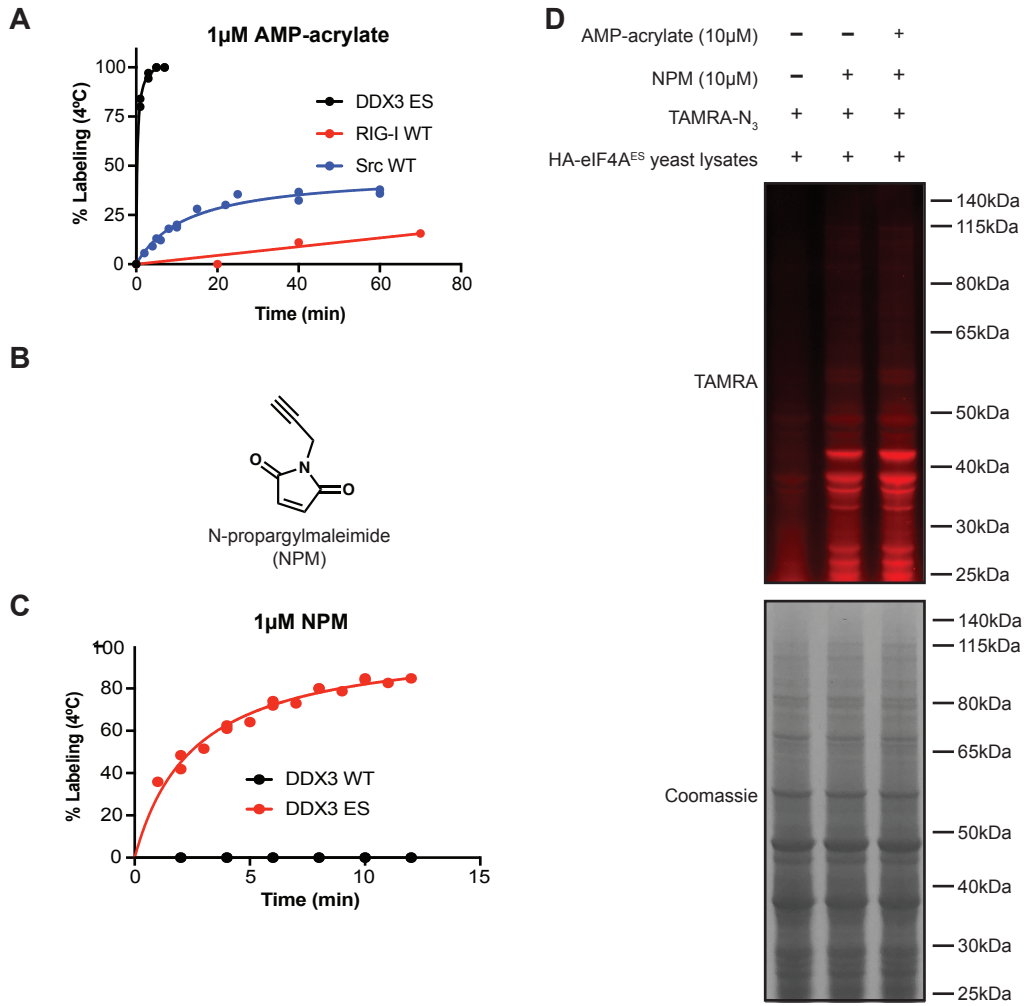 A
1µM AMP-acrylate
% Labeling (4ºC)
100
75
50
25
0
DDX3 ES
RIG-I WT
Src WT
0 20 40 60 80
Time (min)
B
O N O
N-propargylmaleimide
(NPM)
C
1µM NPM
% Labeling (4ºC)
100
80
60
40
20
0
DDX3 WT
DDX3 ES
0 5 10 15
Time (min)
D
AMP-acrylate (10µM) – – +
NPM (10µM) – + +
TAMRA-N3 + + +
HA-eIF4AES yeast lysates + + +
TAMRA
140kDa
115kDa
80kDa
65kDa
50kDa
40kDa
30kDa
25kDa
Coomassie
140kDa
115kDa
80kDa
65kDa
50kDa
40kDa
30kDa
25kDa